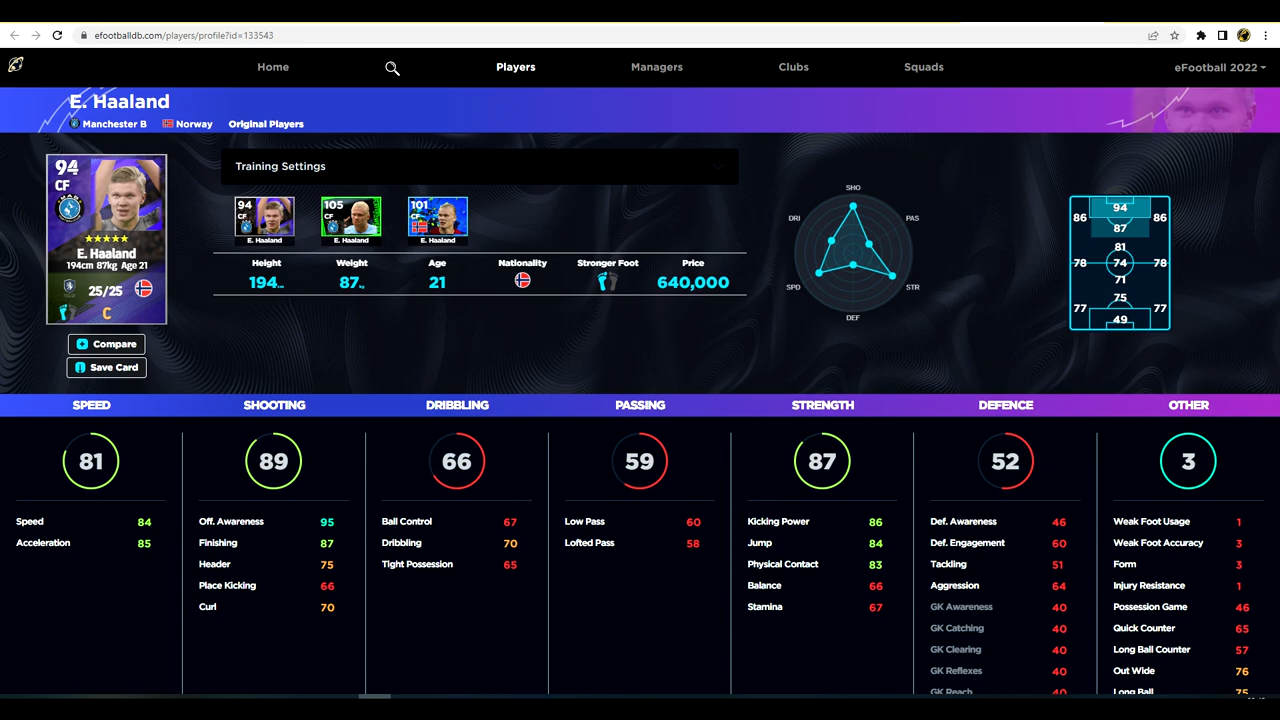 efootballdb.com/players/profile?id=133543
Home
Players
Managers
Clubs
Squads
eFootball 2022
E. Haaland
Manchester B
Norway
Original Players
94
CF
E. Haaland
194cm 87kg Age 21
25/25
C
Compare
Save Card
Training Settings
94
CF
E. Haaland
105
CF
E. Haaland
101
CF
E. Haaland
Height
Weight
Age
Nationality
Stronger Foot
Price
194
87
21
640,000
SHO
DRI
PAS
SPD
STR
DEF
94
86
86
87
81
78
74
78
71
75
77
77
49
SPEED
SHOOTING
DRIBBLING
PASSING
STRENGTH
DEFENCE
OTHER
81
Speed 84
Acceleration 85
89
Off. Awareness 95
Finishing 87
Header 75
Place Kicking 66
Curl 70
66
Ball Control 67
Dribbling 70
Tight Possession 65
59
Low Pass 60
Lofted Pass 58
87
Kicking Power 86
Jump 84
Physical Contact 83
Balance 66
Stamina 67
52
Def. Awareness 46
Def. Engagement 60
Tackling 51
Aggression 64
GK Awareness 40
GK Catching 40
GK Clearing 40
GK Reflexes 40
GK Reach 40
3
Weak Foot Usage 1
Weak Foot Accuracy 3
Form 3
Injury Resistance 1
Possession Game 46
Quick Counter 65
Long Ball Counter 57
Out Wide 76
Long Ball 75